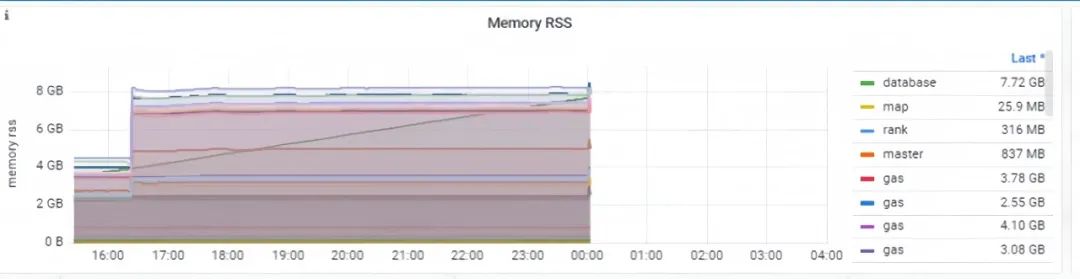 i
Memory RSS
memory rss
8 GB
6 GB
4 GB
2 GB
0 B
16:00 17:00 18:00 19:00 20:00 21:00 22:00 23:00 00:00 01:00 02:00 03:00 04:00
Last *
database 7.72 GB
map 25.9 MB
rank 316 MB
master 837 MB
gas 3.78 GB
gas 2.55 GB
gas 4.10 GB
gas 3.08 GB